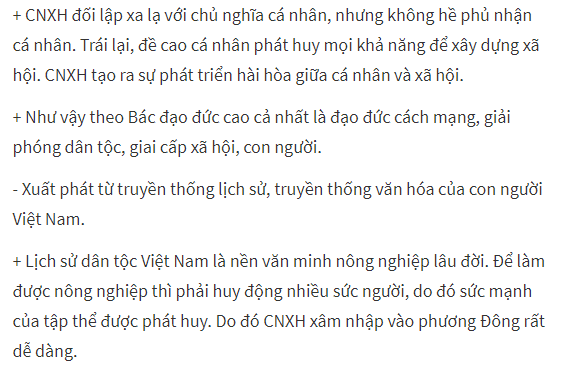 + CNXH đối lập xa lạ với chủ nghĩa cá nhân, nhưng không hề phủ nhận
cá nhân. Trái lại, đề cao cá nhân phát huy mọi khả năng để xây dựng xã
hội. CNXH tạo ra sự phát triển hài hòa giữa cá nhân và xã hội.
+ Như vậy theo Bác đạo đức cao cả nhất là đạo đức cách mạng, giải
phóng dân tộc, giai cấp xã hội, con người.
- Xuất phát từ truyền thống lịch sử, truyền thống văn hóa của con người
Việt Nam.
+ Lịch sử dân tộc Việt Nam là nền văn minh nông nghiệp lâu đời. Để làm
được nông nghiệp thì phải huy động nhiều sức người, do đó sức mạnh
của tập thể được phát huy. Do đó CNXH xâm nhập vào phương Đông rất
dễ dàng.